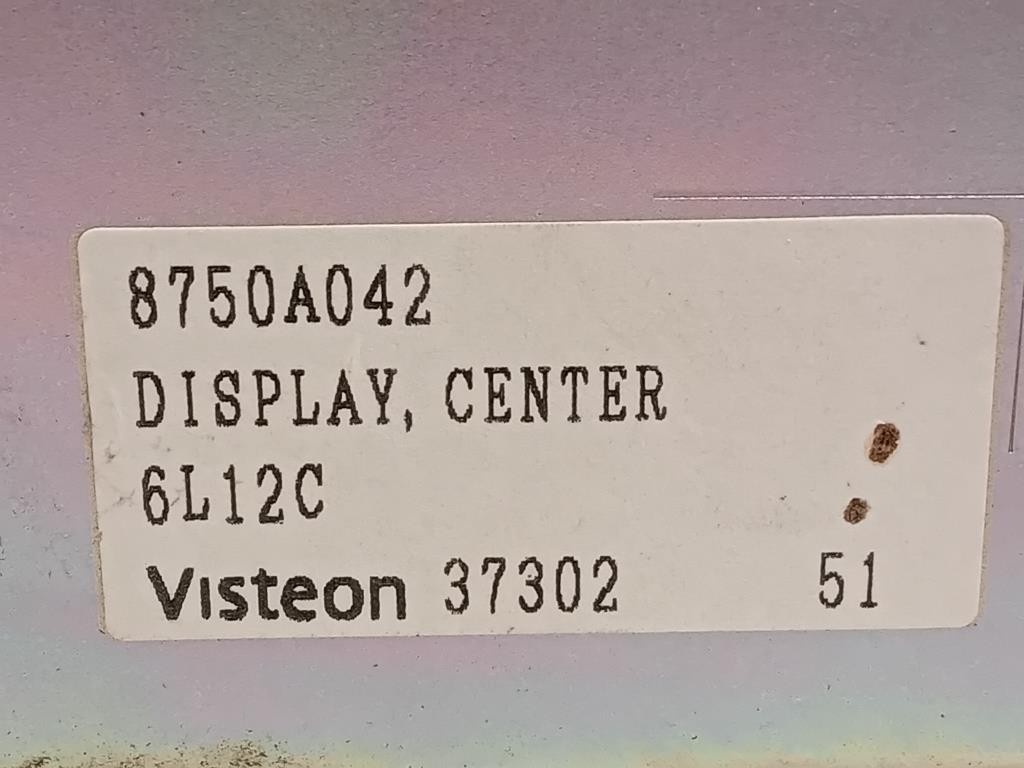 8750A042
DISPLAY, CENTER
6L12C
Visteon 37302 51